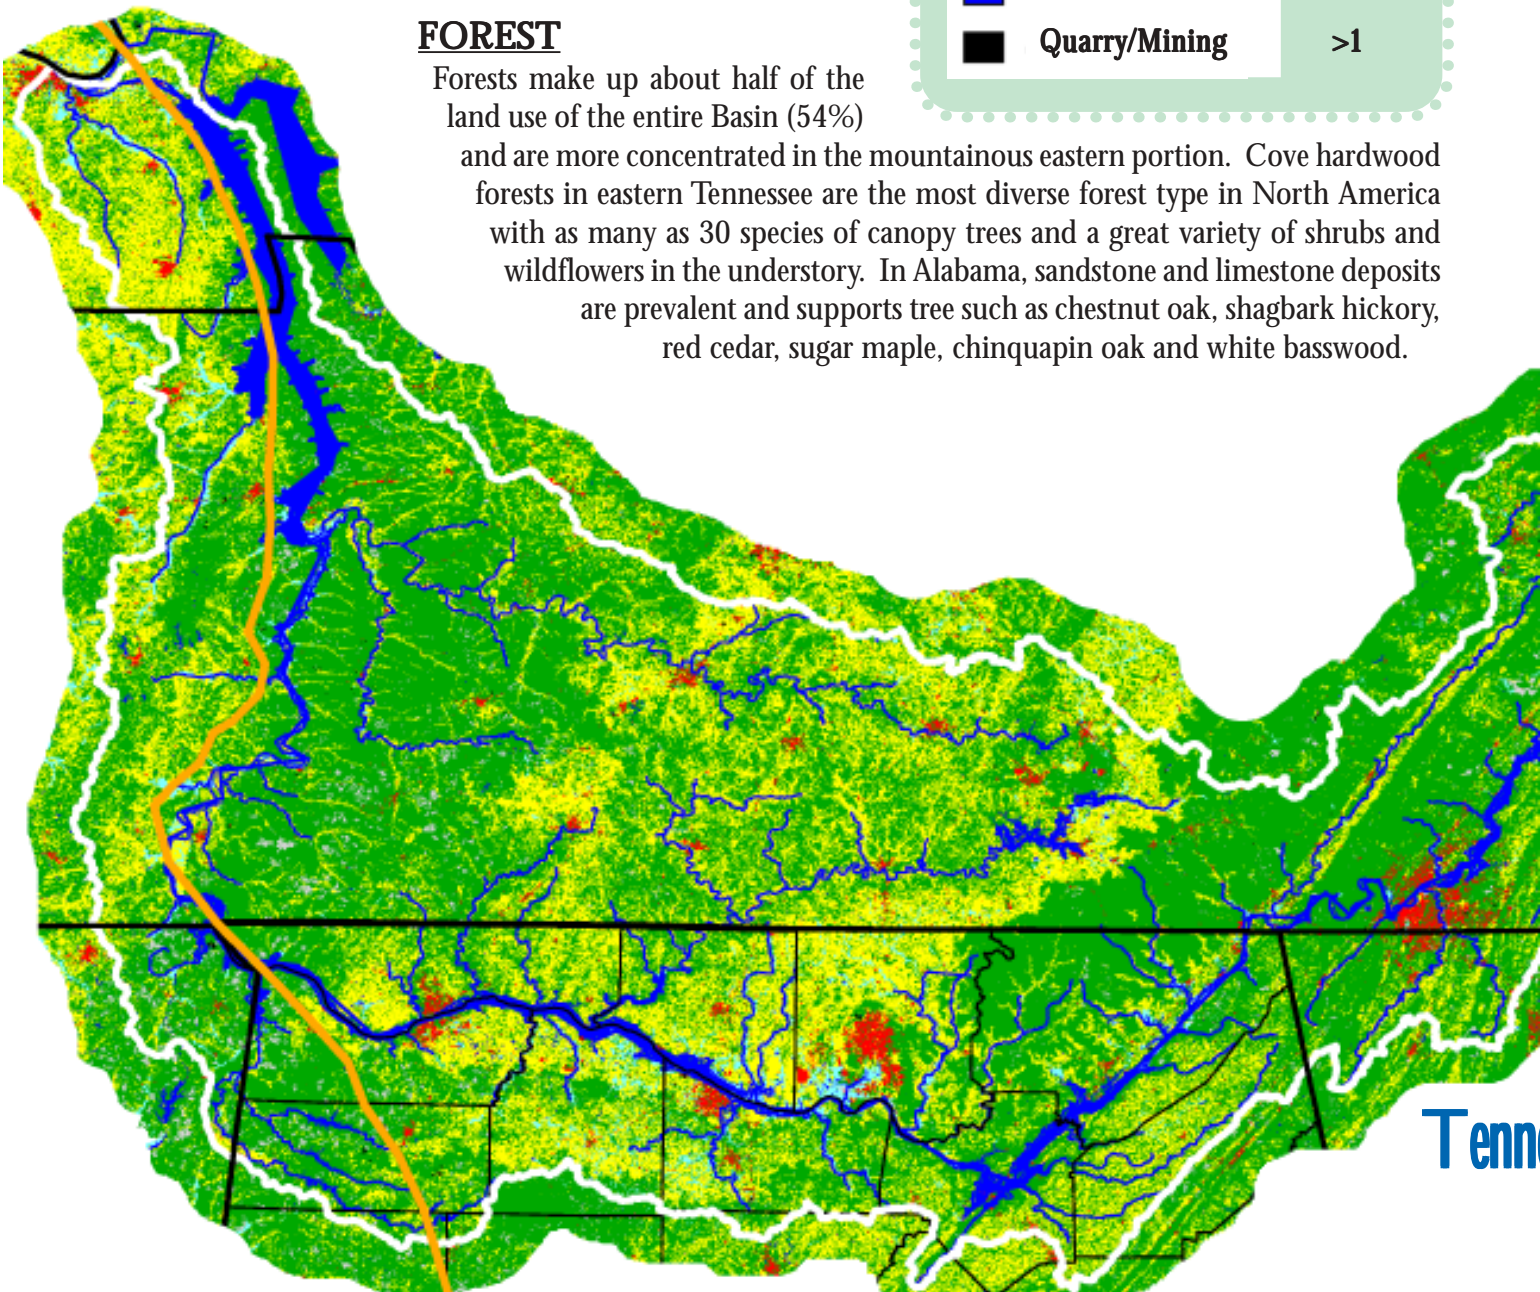 FOREST
Forests make up about half of the
land use of the entire Basin (54%)
and are more concentrated in the mountainous eastern portion. Cove hardwood
forests in eastern Tennessee are the most diverse forest type in North America
with as many as 30 species of canopy trees and a great variety of shrubs and
wildflowers in the understory. In Alabama, sandstone and limestone deposits
are prevalent and supports tree such as chestnut oak, shagbark hickory,
red cedar, sugar maple, chinquapin oak and white basswood.
Quarry/Mining >1
Tenn